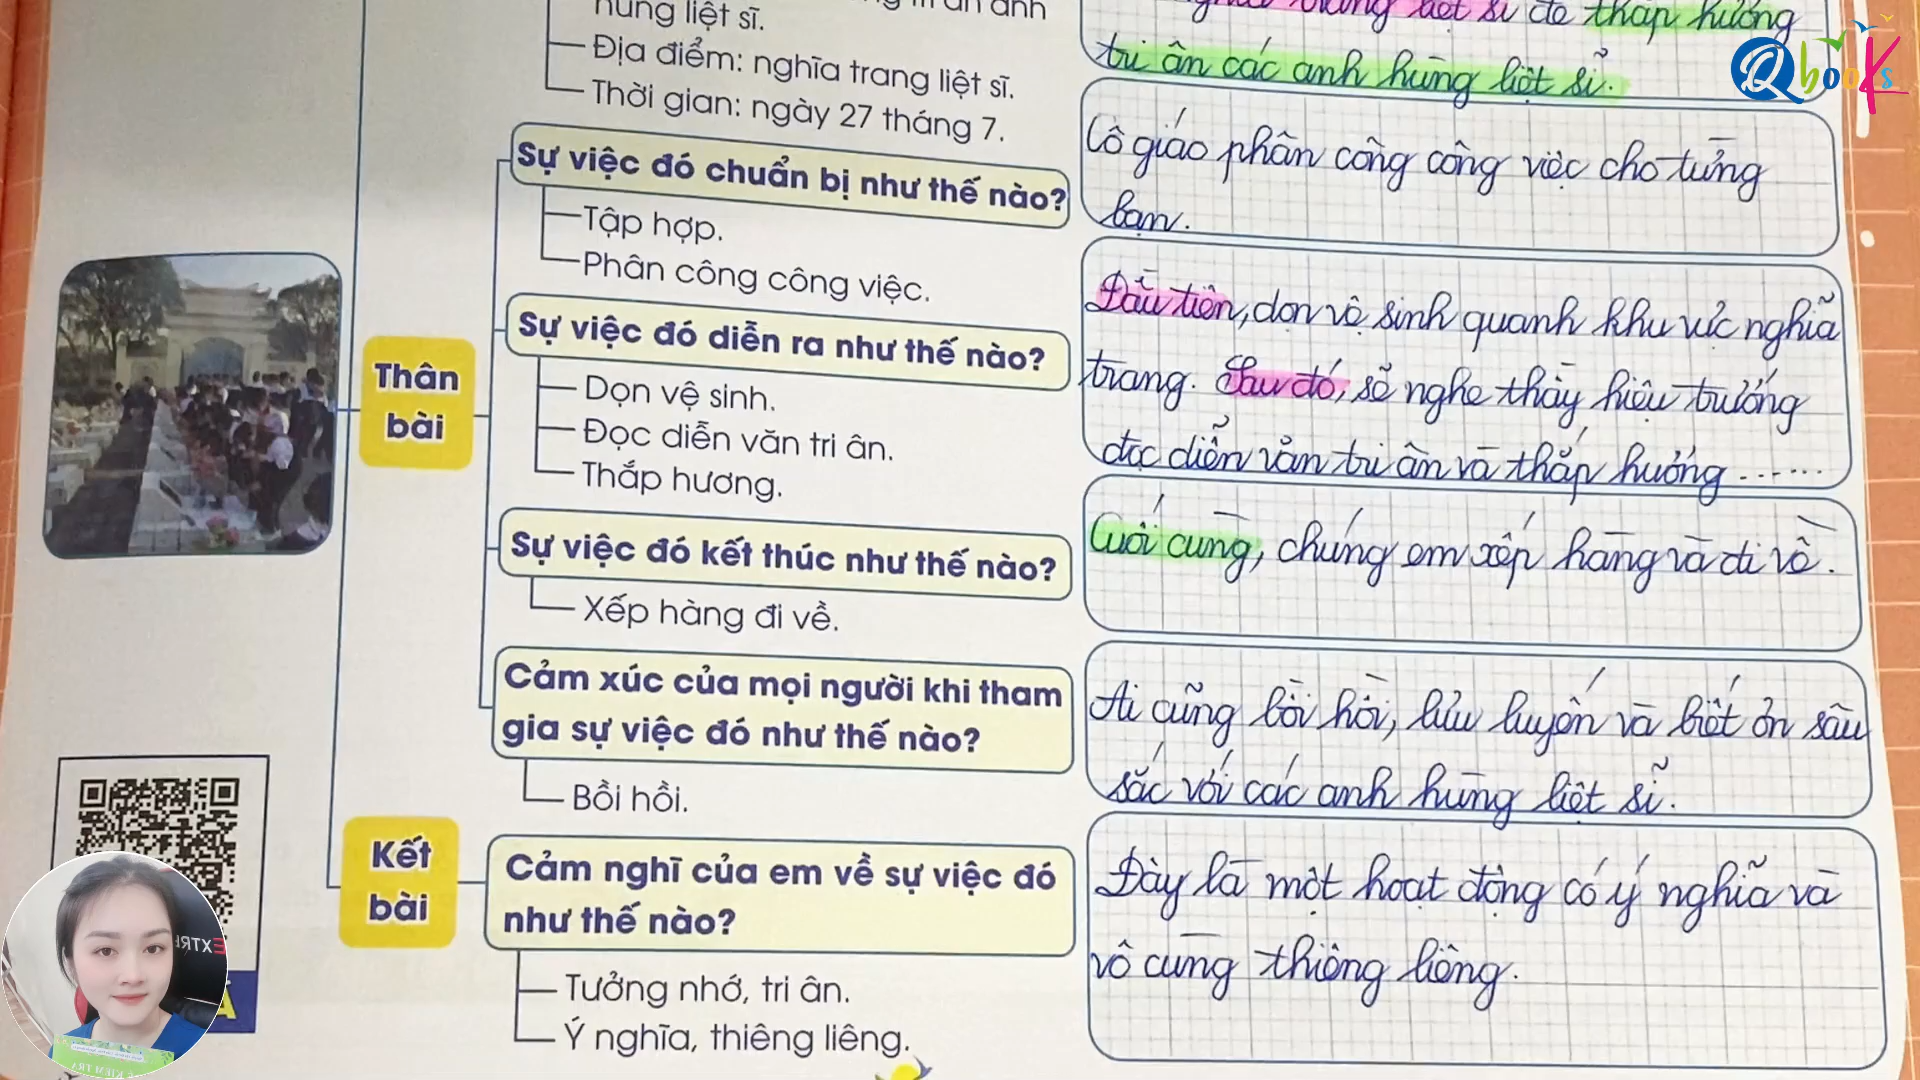 hùng liệt sĩ.
Địa điểm: nghĩa trang liệt sĩ.
Thời gian: ngày 27 tháng 7.
liệt sĩ để thắp hương
tri ân các anh hùng liệt sĩ.
Qbooks
Sự việc đó chuẩn bị như thế nào?
Tập hợp.
Phân công công việc.
Cô giáo phân công công việc cho từng
bạn.
Thân
bài
Sự việc đó diễn ra như thế nào?
Dọn vệ sinh.
Đọc diễn văn tri ân.
Thắp hương.
Đầu tiên, dọn vệ sinh quanh khu vực nghĩa
trang. Sau đó, sẽ nghe thầy hiệu trưởng
đọc diễn văn tri ân và thắp hương ......
Sự việc đó kết thúc như thế nào?
Xếp hàng đi về.
Cuối cùng, chúng em xếp hàng và đi về.
Cảm xúc của mọi người khi tham
gia sự việc đó như thế nào?
Bồi hồi.
Ai cũng bồi hồi, lưu luyến và biết ơn sâu
sắc với các anh hùng liệt sĩ.
Kết
bài
Cảm nghĩ của em về sự việc đó
như thế nào?
Tưởng nhớ, tri ân.
Ý nghĩa, thiêng liêng.
Đây là một hoạt động có ý nghĩa và
vô cùng thiêng liêng.